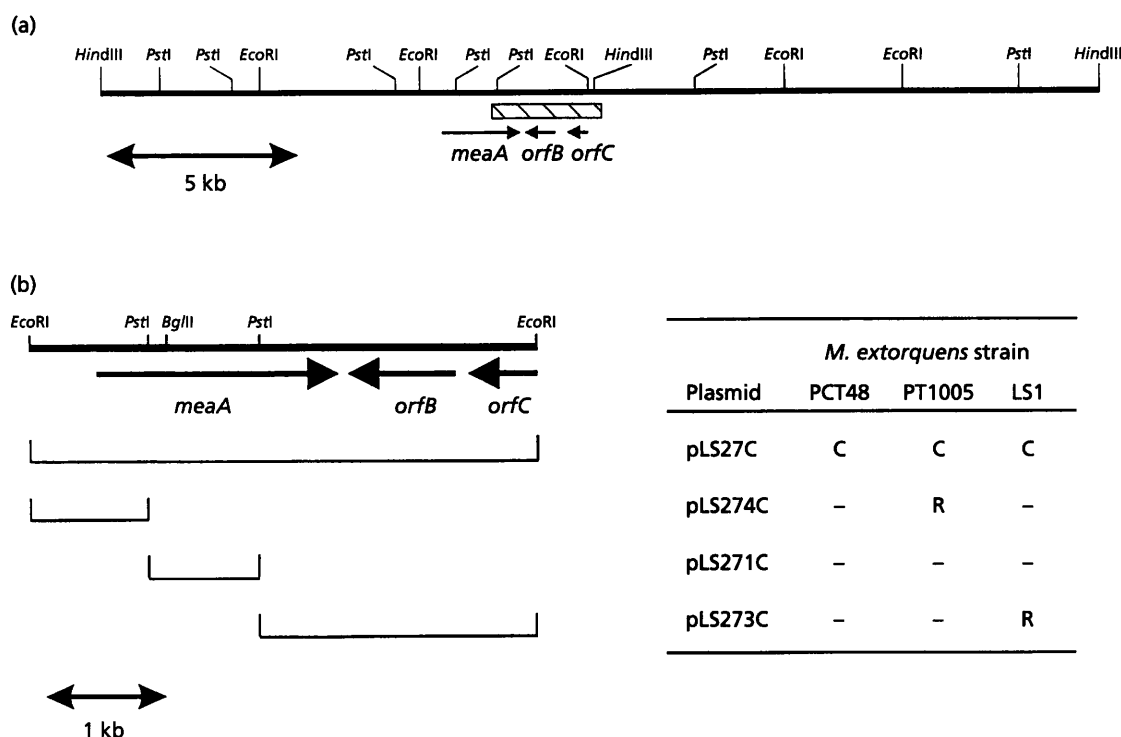 (a)
HindIII PstI PstI EcoRI PstI EcoRI PstI PstI EcoRI HindIII PstI EcoRI EcoRI PstI HindIII
meaA orfB orfC
5 kb
(b)
EcoRI PstI BglII PstI EcoRI
meaA orfB orfC
1 kb
M. extorquens strain
Plasmid PCT48 PT1005 LS1
pLS27C C C C
pLS274C – R –
pLS271C – – –
pLS273C – – R